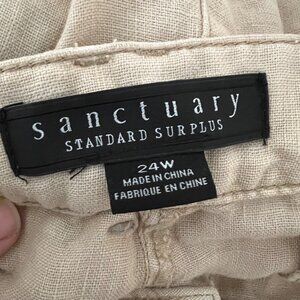 sanctuary
STANDARD SURPLUS
24W
MADE IN CHINA
FABRIQUE EN CHINE